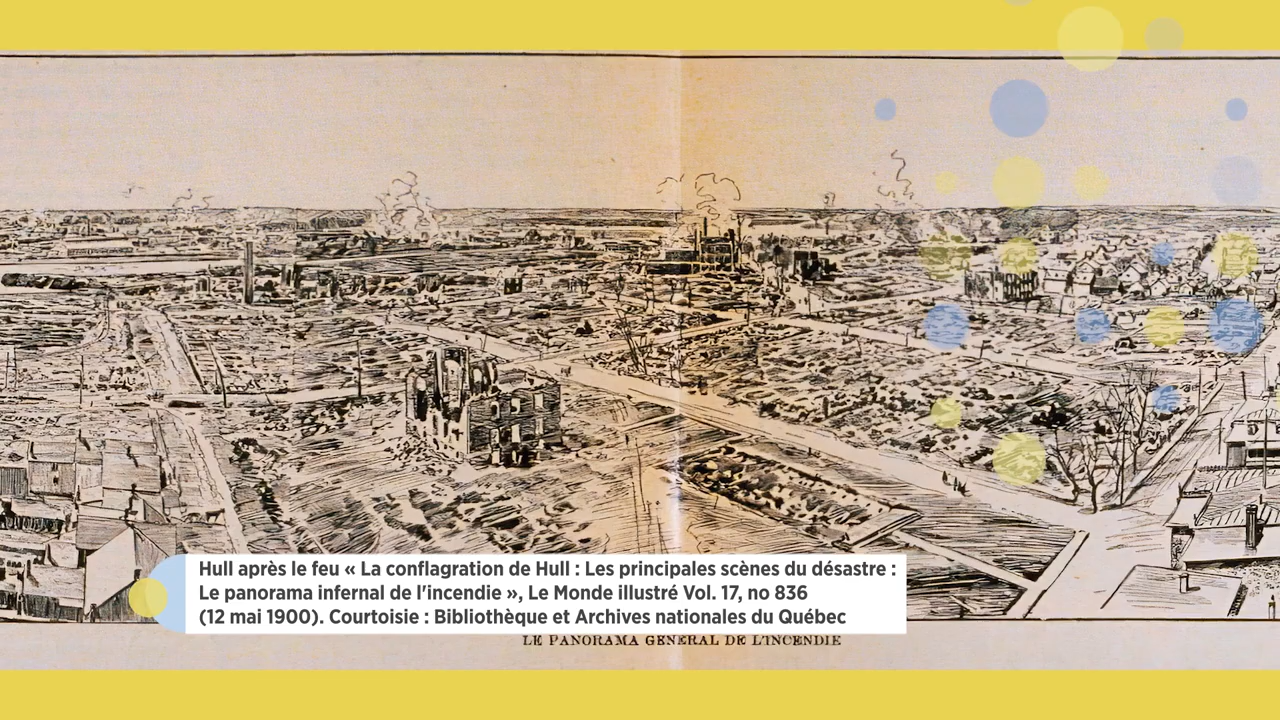 Hull après le feu « La conflagration de Hull : Les principales scènes du désastre :
Le panorama infernal de l'incendie », Le Monde illustré Vol. 17, no 836
(12 mai 1900). Courtoisie : Bibliothèque et Archives nationales du Québec
LE PANORAMA GENERAL DE L'INCENDIE